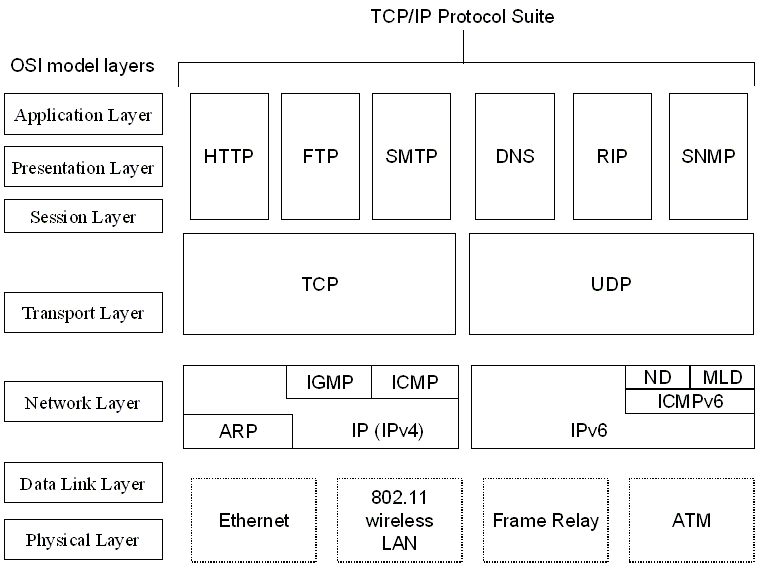 TCP/IP Protocol Suite
OSI model layers
Application Layer
Presentation Layer
Session Layer
HTTP
FTP
SMTP
DNS
RIP
SNMP
Transport Layer
TCP
UDP
Network Layer
IGMP
ICMP
ARP
IP (IPv4)
IPv6
ND
MLD
ICMPv6
Data Link Layer
Physical Layer
Ethernet
802.11
wireless
LAN
Frame Relay
ATM